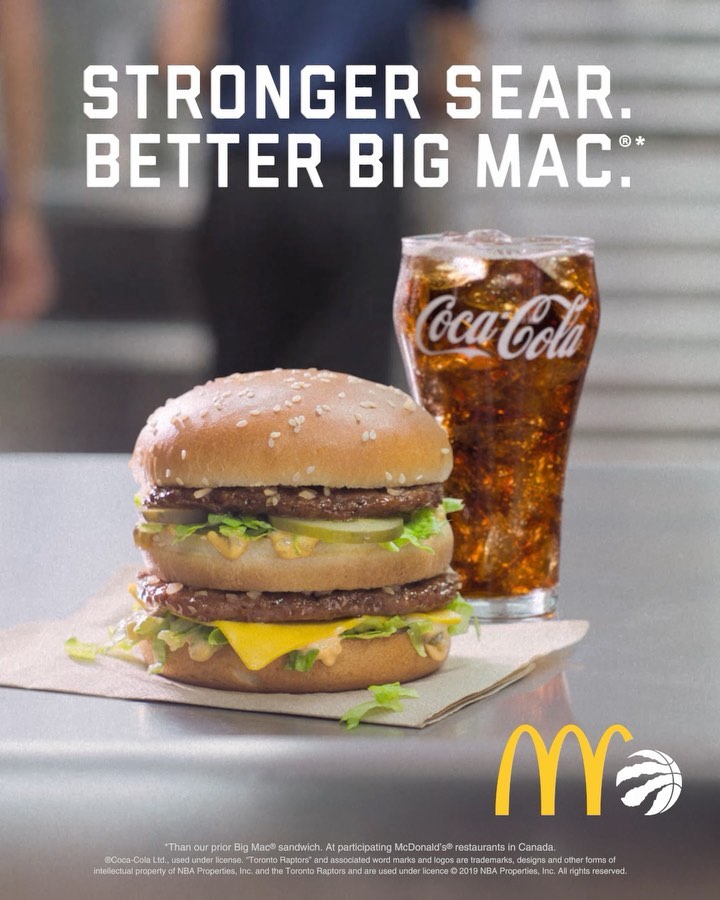 STRONGER SEAR.
BETTER BIG MAC.®*
Coca-Cola
*Than our prior Big Mac® sandwich. At participating McDonald's® restaurants in Canada.
®Coca-Cola Ltd., used under license. "Toronto Raptors" and associated word marks and logos are trademarks, designs and other forms of
intellectual property of NBA Properties, Inc. and the Toronto Raptors and are used under licence © 2019 NBA Properties, Inc. All rights reserved.